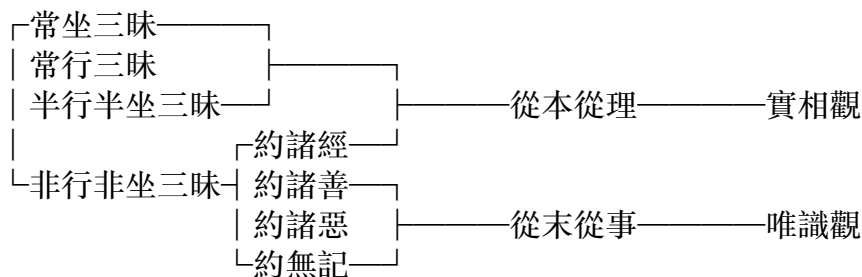 常坐三昧
常行三昧
半行半坐三昧 從本從理 實相觀
約諸經
非行非坐三昧 約諸善
約諸惡 從末從事 唯識觀
約無記